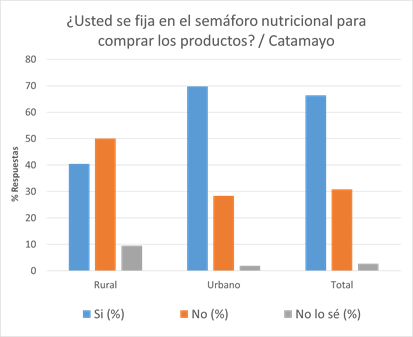 ¿Usted se fija en el semáforo nutricional para
comprar los productos? / Catamayo
80
70
60
50
40
30
20
10
0
% Respuestas
Rural Urbano Total
Si (%) No (%) No lo sé (%)